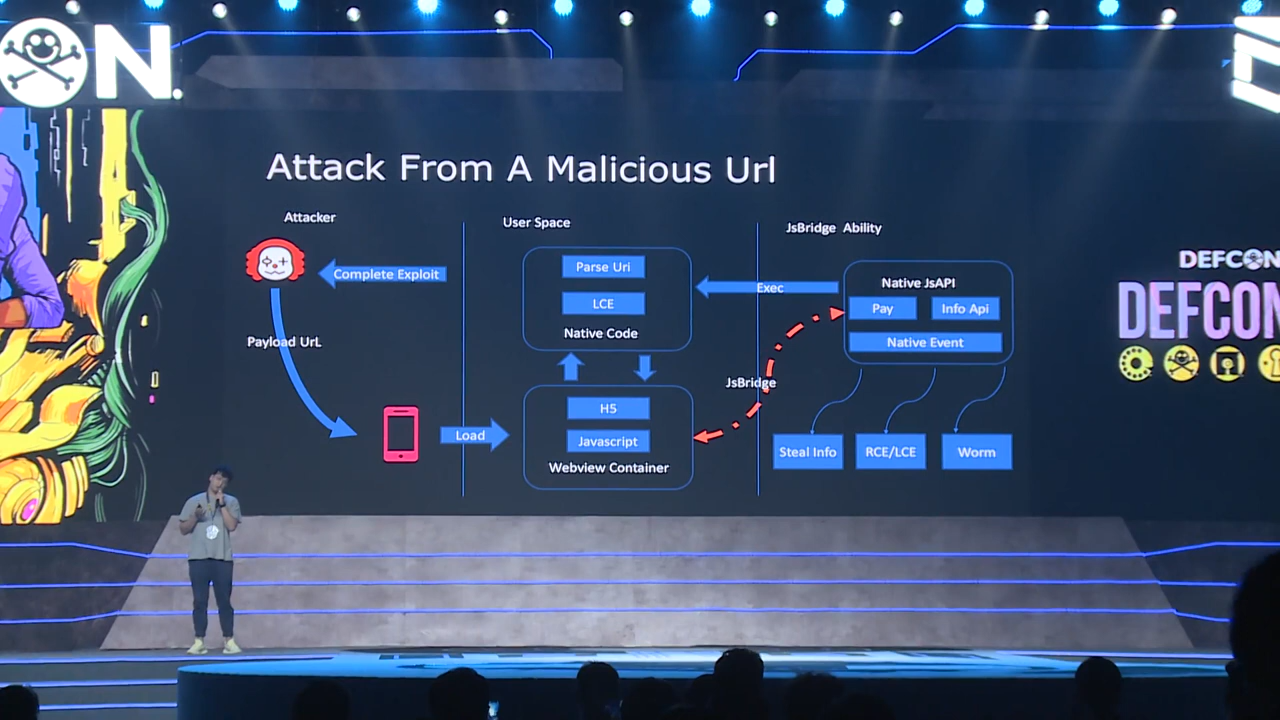 ON.
Attack From A Malicious Url
Attacker
User Space
JsBridge Ability
Complete Exploit
Parse Uri
LCE
Native Code
Exec
Native JsAPI
Pay
Info Api
Native Event
Payload UrL
JsBridge
Load
H5
Javascript
Webview Container
Steal Info
RCE/LCE
Worm
DEFCON
DEFCON